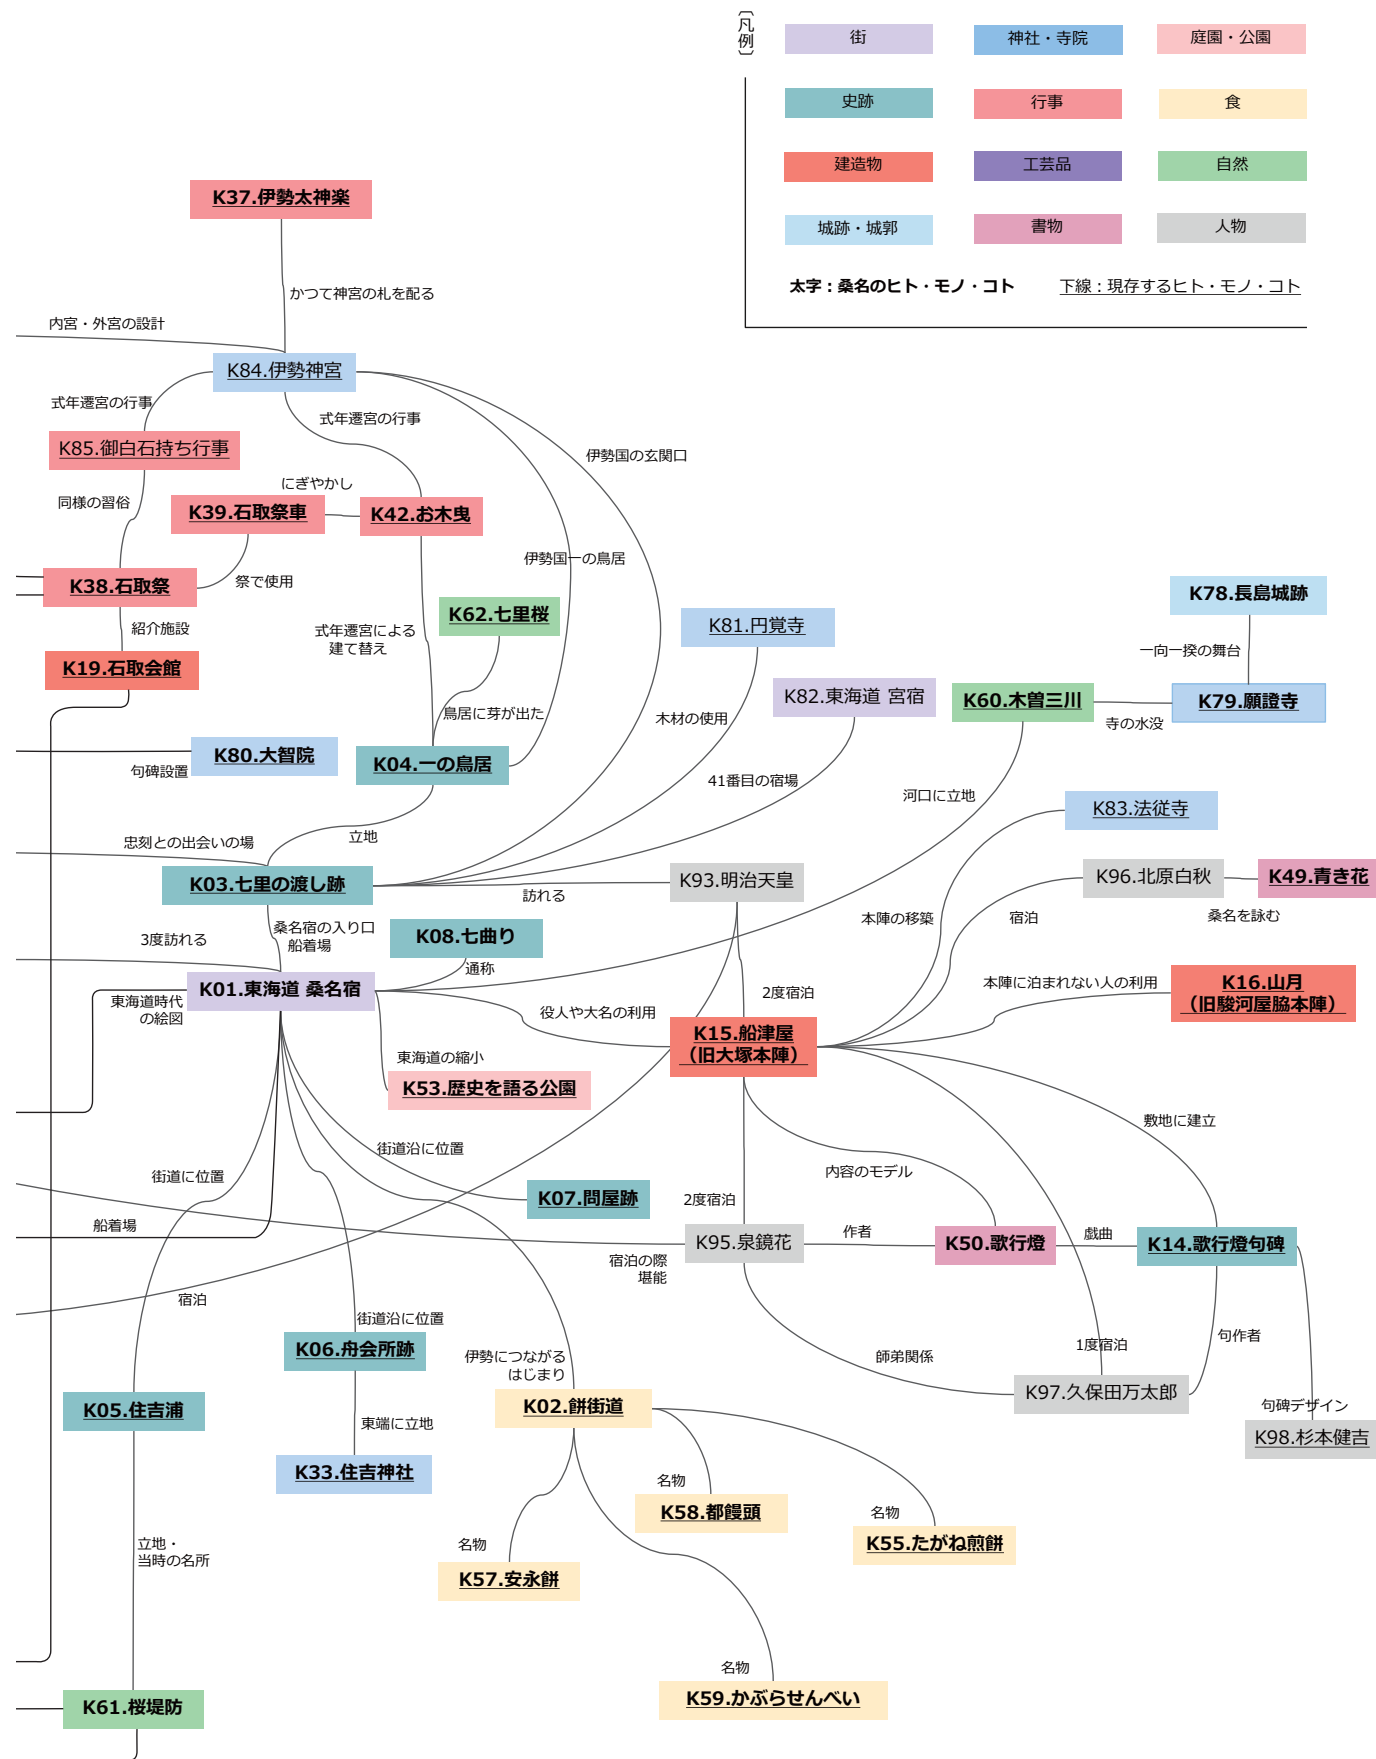 〔凡例〕
街
神社・寺院
庭園・公園
史跡
行事
食
建造物
工芸品
自然
城跡・城郭
書物
人物
太字：桑名のヒト・モノ・コト
下線：現存するヒト・モノ・コト
K37.伊勢太神楽
かつて神宮の札を配る
内宮・外宮の設計
K84.伊勢神宮
式年遷宮の行事
式年遷宮の行事
K85.御白石持ち行事
伊勢国の玄関口
にぎやかし
同様の習俗
K39.石取祭車
K42.お木曳
伊勢国一の鳥居
K38.石取祭
祭で使用
K62.七里桜
K78.長島城跡
紹介施設
式年遷宮による
建て替え
K81.円覚寺
一向一揆の舞台
K19.石取会館
K82.東海道 宮宿
K60.木曽三川
K79.願證寺
鳥居に芽が出た
木材の使用
寺の水没
K80.大智院
句碑設置
K04.一の鳥居
41番目の宿場
河口に立地
K83.法従寺
忠刻との出会いの場
立地
K03.七里の渡し跡
訪れる
K93.明治天皇
K96.北原白秋
K49.青き花
桑名宿の入り口
船着場
本陣の移築
宿泊
桑名を詠む
3度訪れる
K08.七曲り
通称
K01.東海道 桑名宿
東海道時代
の絵図
役人や大名の利用
2度宿泊
本陣に泊まれない人の利用
K16.山月
（旧駿河屋脇本陣）
K15.船津屋
（旧大塚本陣）
東海道の縮小
K53.歴史を語る公園
敷地に建立
街道沿に位置
街道に位置
内容のモデル
K07.問屋跡
2度宿泊
船着場
K95.泉鏡花
作者
K50.歌行燈
戯曲
K14.歌行燈句碑
宿泊の際
堪能
宿泊
街道沿に位置
K06.舟会所跡
伊勢につながる
はじまり
師弟関係
1度宿泊
句作者
K05.住吉浦
K02.餅街道
K97.久保田万太郎
句碑デザイン
東端に立地
K98.杉本健吉
K33.住吉神社
名物
K58.都饅頭
名物
K55.たがね煎餅
立地・
当時の名所
名物
K57.安永餅
名物
K59.かぶらせんべい
K61.桜堤防